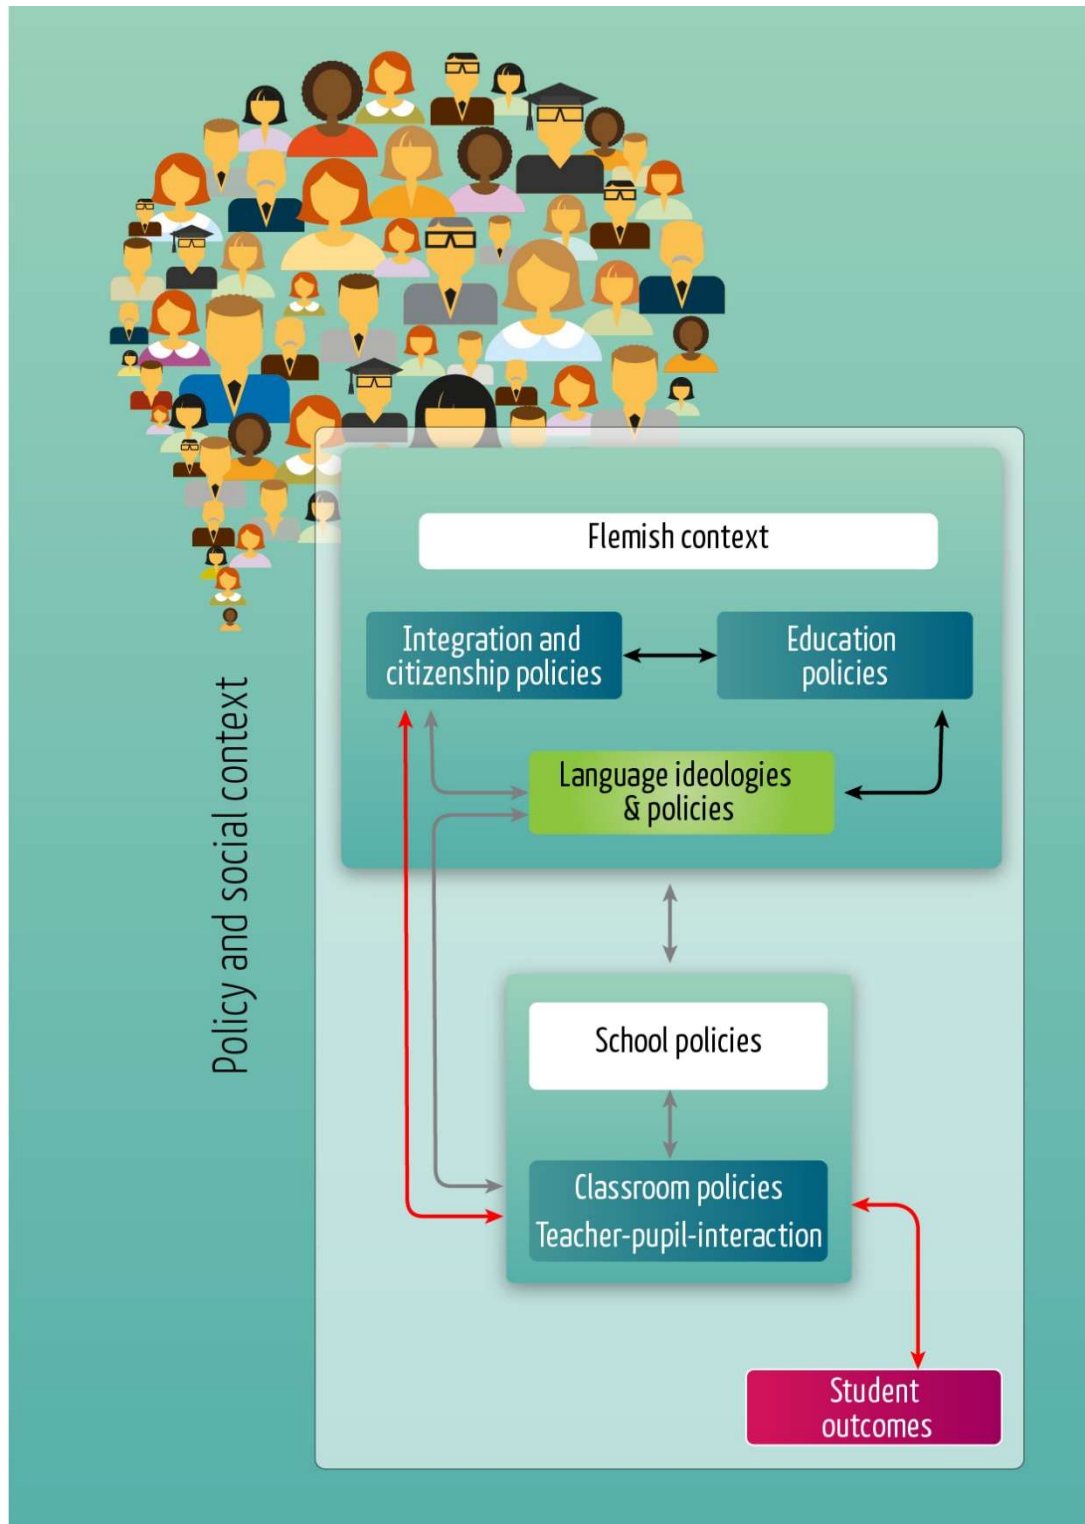 Policy and social context
Flemish context
Integration and
citizenship policies
Education
policies
Language ideologies
& policies
School policies
Classroom policies
Teacher-pupil-interaction
Student
outcomes